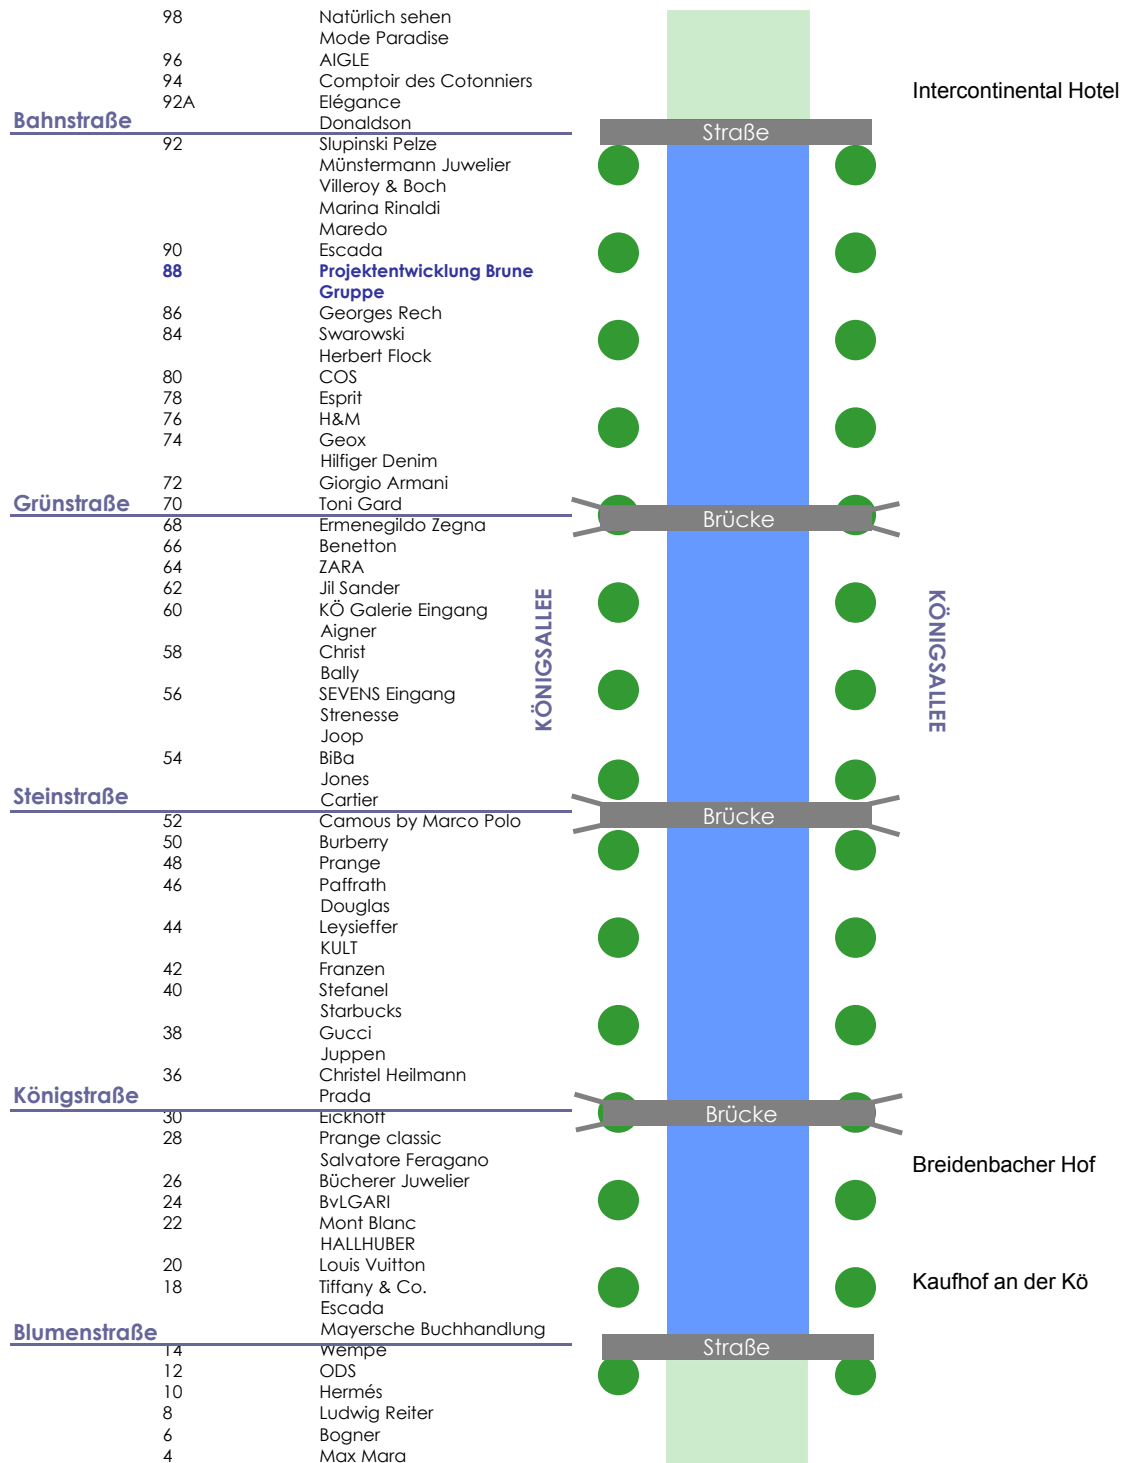 98 Natürlich sehen
Mode Paradise
96 AIGLE
94 Comptoir des Cotonniers
92A Elégance
Bahnstraße
Donaldson
92 Slupinski Pelze
Münstermann Juwelier
Villeroy & Boch
Marina Rinaldi
Maredo
90 Escada
88 Projektentwicklung Brune
Gruppe
86 Georges Rech
84 Swarowski
Herbert Flock
80 COS
78 Esprit
76 H&M
74 Geox
Hilfiger Denim
72 Giorgio Armani
Grünstraße
70 Toni Gard
68 Ermenegildo Zegna
66 Benetton
64 ZARA
62 Jil Sander
60 KÖ Galerie Eingang
Aigner
58 Christ
Bally
56 SEVENS Eingang
Strenesse
Joop
54 BiBa
Jones
Steinstraße
Cartier
52 Camous by Marco Polo
50 Burberry
48 Prange
46 Paffrath
Douglas
44 Leysieffer
KULT
42 Franzen
40 Stefanel
Starbucks
38 Gucci
Juppen
36 Christel Heilmann
Königstraße
Prada
30 Eickhoff
28 Prange classic
Salvatore Feragano
26 Bücherer Juwelier
24 BvLGARI
22 Mont Blanc
HALLHUBER
20 Louis Vuitton
18 Tiffany & Co.
Escada
Blumenstraße
Mayersche Buchhandlung
14 Wempe
12 ODS
10 Hermés
8 Ludwig Reiter
6 Bogner
4 Max Mara
KÖNIGSALLEE
Straße
Brücke
Brücke
Brücke
Straße
KÖNIGSALLEE
Intercontinental Hotel
Breidenbacher Hof
Kaufhof an der Kö